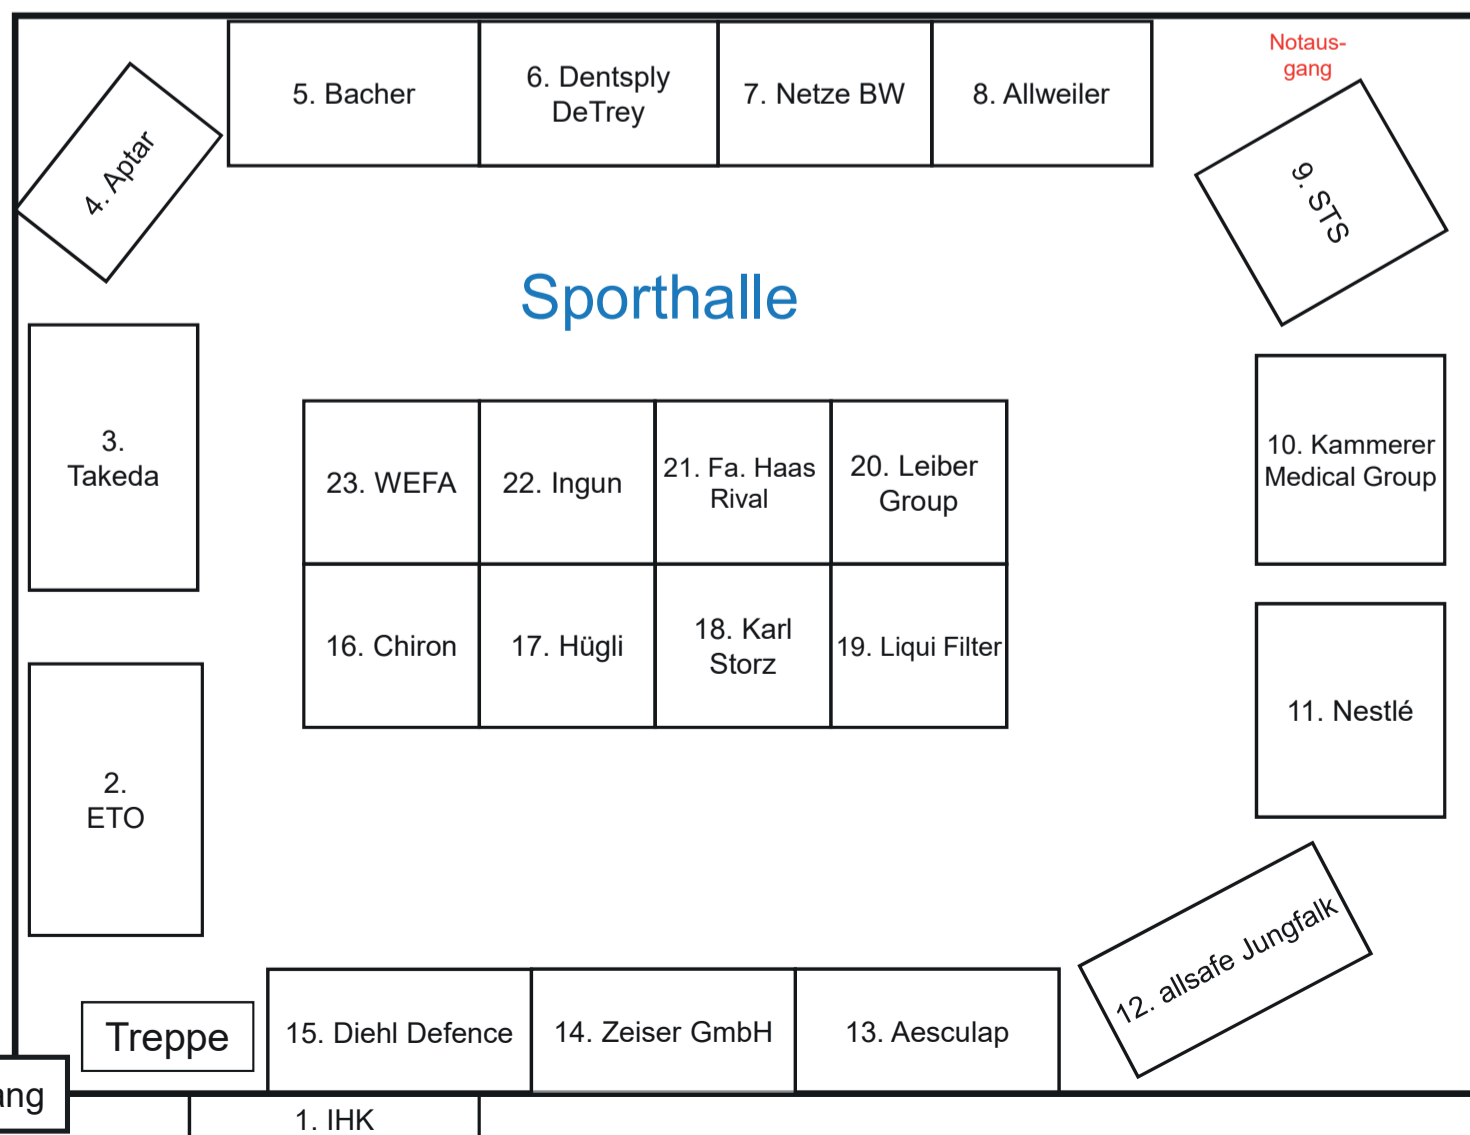 Notaus-
gang
5. Bacher
6. Dentsply
DeTrey
7. Netze BW
8. Allweiler
4. Aptar
9. STS
Sporthalle
3.
Takeda
23. WEFA
22. Ingun
21. Fa. Haas
Rival
20. Leiber
Group
10. Kammerer
Medical Group
16. Chiron
17. Hügli
18. Karl
Storz
19. Liqui Filter
11. Nestlé
2.
ETO
12. allsafe Jungfalk
Treppe
15. Diehl Defence
14. Zeiser GmbH
13. Aesculap
1. IHK